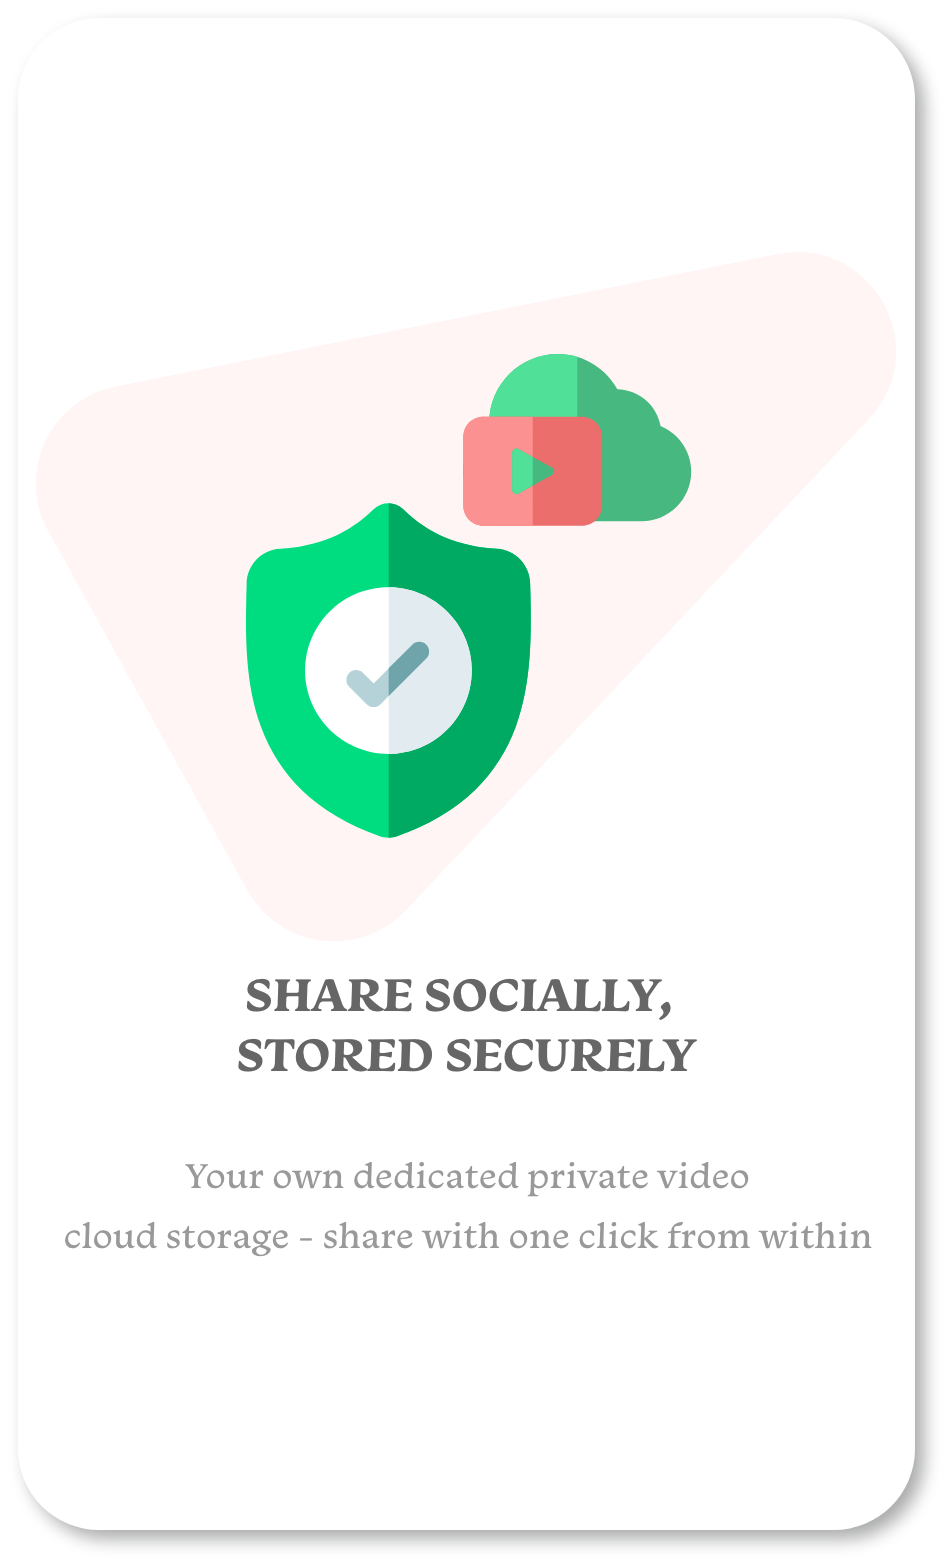 SHARE SOCIALLY,
STORED SECURELY
Your own dedicated private video
cloud storage - share with one click from within